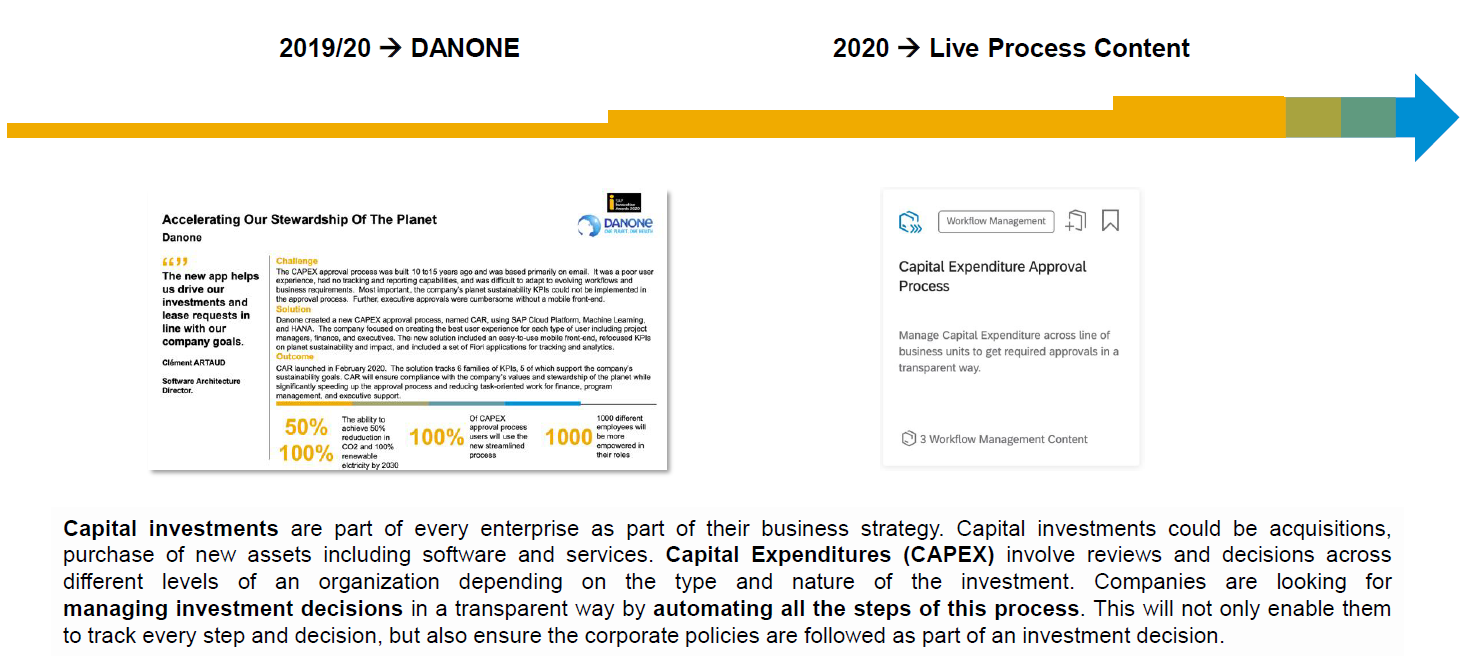 2019/20 → DANONE
2020 → Live Process Content
Accelerating Our Stewardship Of The Planet
Danone
SAP
Innovation
Awards 2020
DANONE
ONE PLANET. ONE HEALTH
The new app helps
us drive our
investments and
lease requests in
line with our
company goals.
Clément ARTAUD
Software Architecture
Director.
Challenge
The CAPEX approval process was built 10 to15 years ago and was based primarily on email. It was a poor user
experience, had no tracking and reporting capabilities, and was difficult to adapt to evolving workflows and
business requirements. Most important, the company's planet sustainability KPIs could not be implemented in
the approval process. Further, executive approvals were cumbersome without a mobile front-end.
Solution
Danone created a new CAPEX approval process, named CAR, using SAP Cloud Platform, Machine Learning,
and HANA. The company focused on creating the best user experience for each type of user including project
managers, finance, and executives. The new solution included an easy-to-use mobile front-end, refocused KPIs
on planet sustainability and impact, and included a set of Fiori applications for tracking and analytics.
Outcome
CAR launched in February 2020. The solution tracks 6 families of KPIs, 5 of which support the company's
sustainability goals. CAR will ensure compliance with the company's values and stewardship of the planet while
significantly speeding up the approval process and reducing task-oriented work for finance, program
management, and executive support.
50%
100%
The ability to
achieve 50%
reduduction in
CO2 and 100%
renewable
elctricity by 2030
100%
Of CAPEX
approval process
users will use the
new streamlined
process
1000
1000 different
employees will
be more
empowered in
their roles
Workflow Management
Capital Expenditure Approval
Process
Manage Capital Expenditure across line of
business units to get required approvals in a
transparent way.
3 Workflow Management Content
Capital investments are part of every enterprise as part of their business strategy. Capital investments could be acquisitions,
purchase of new assets including software and services. Capital Expenditures (CAPEX) involve reviews and decisions across
different levels of an organization depending on the type and nature of the investment. Companies are looking for
managing investment decisions in a transparent way by automating all the steps of this process. This will not only enable them
to track every step and decision, but also ensure the corporate policies are followed as part of an investment decision.